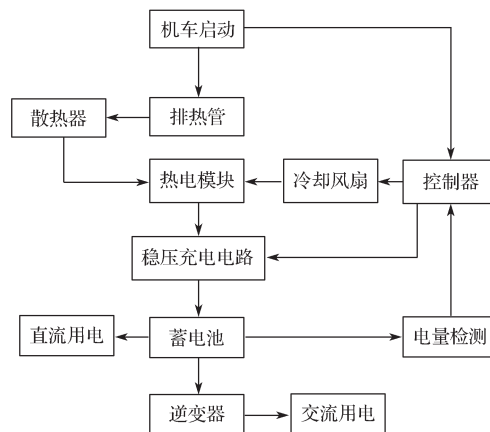 机车启动
散热器
排热管
热电模块
冷却风扇
控制器
稳压充电电路
直流用电
蓄电池
电量检测
逆变器
交流用电